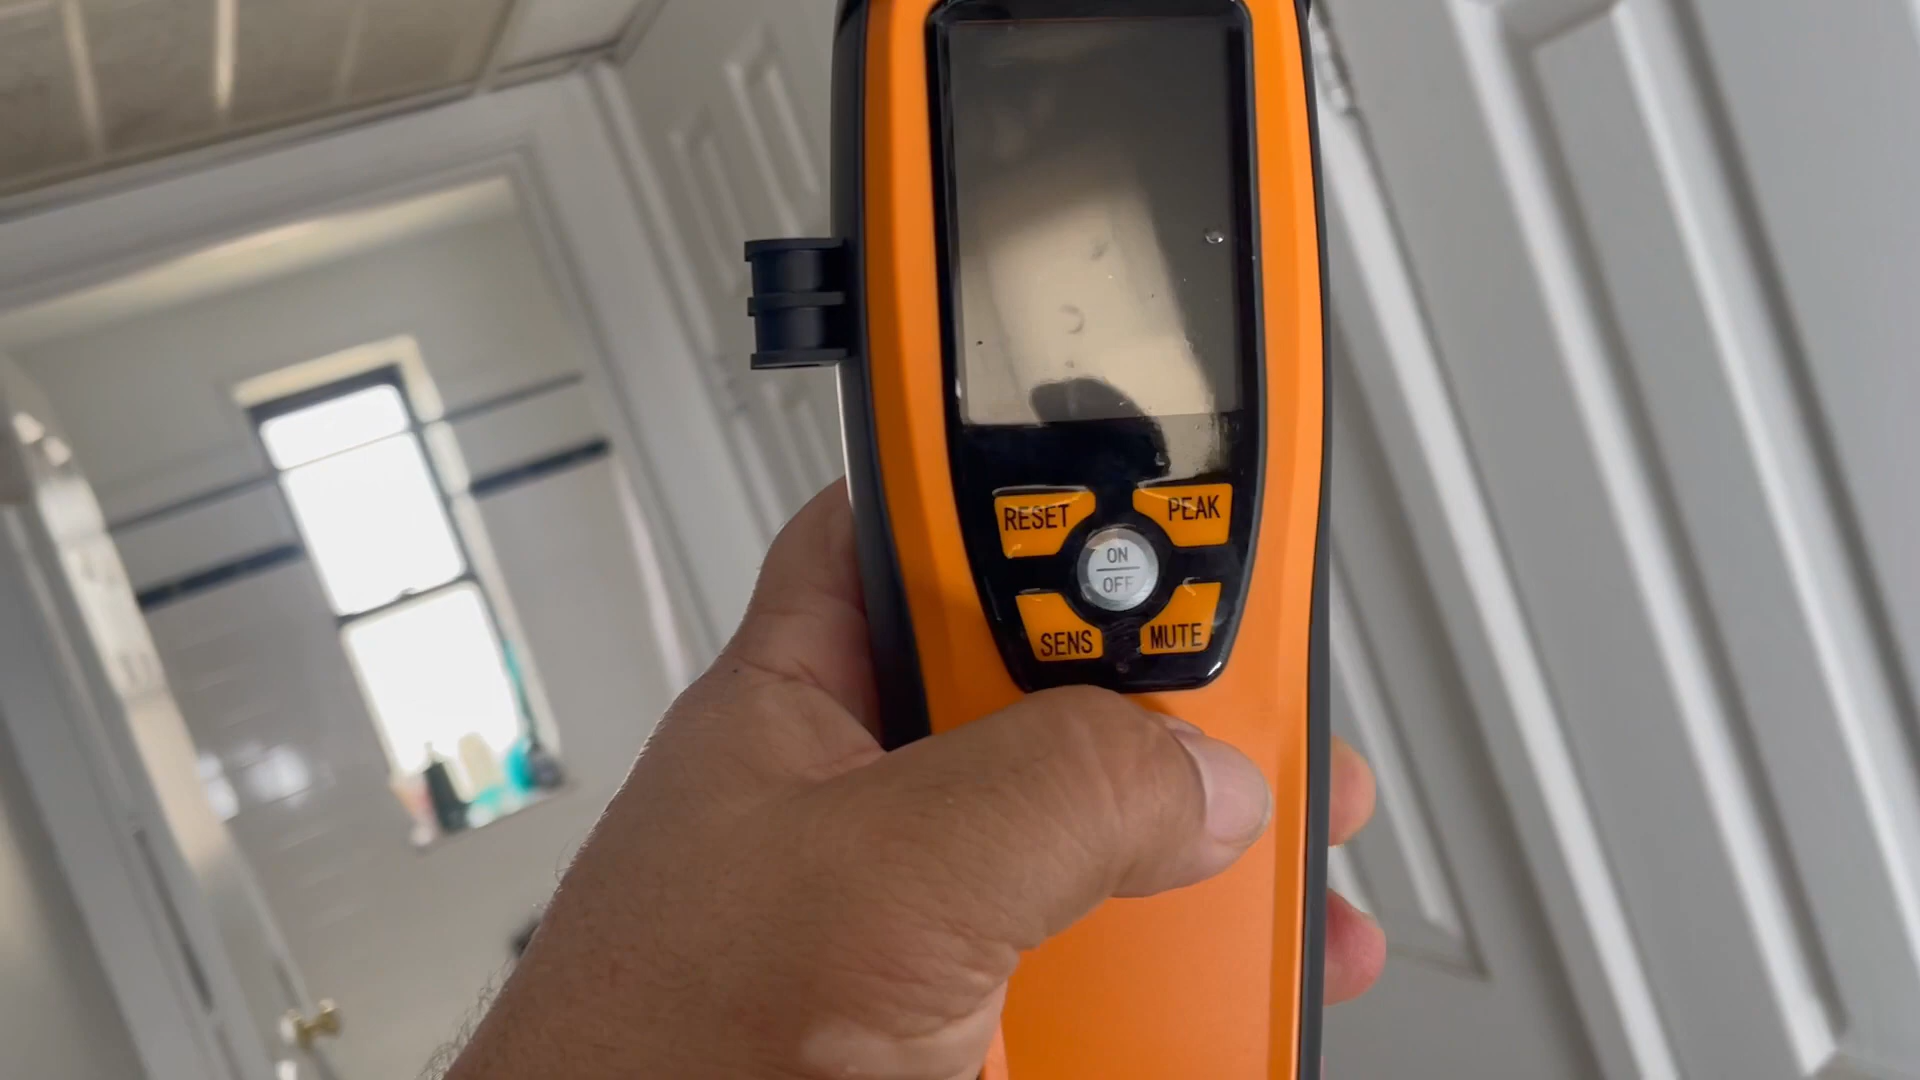 RESET
PEAK
ON
OFF
SENS
MUTE